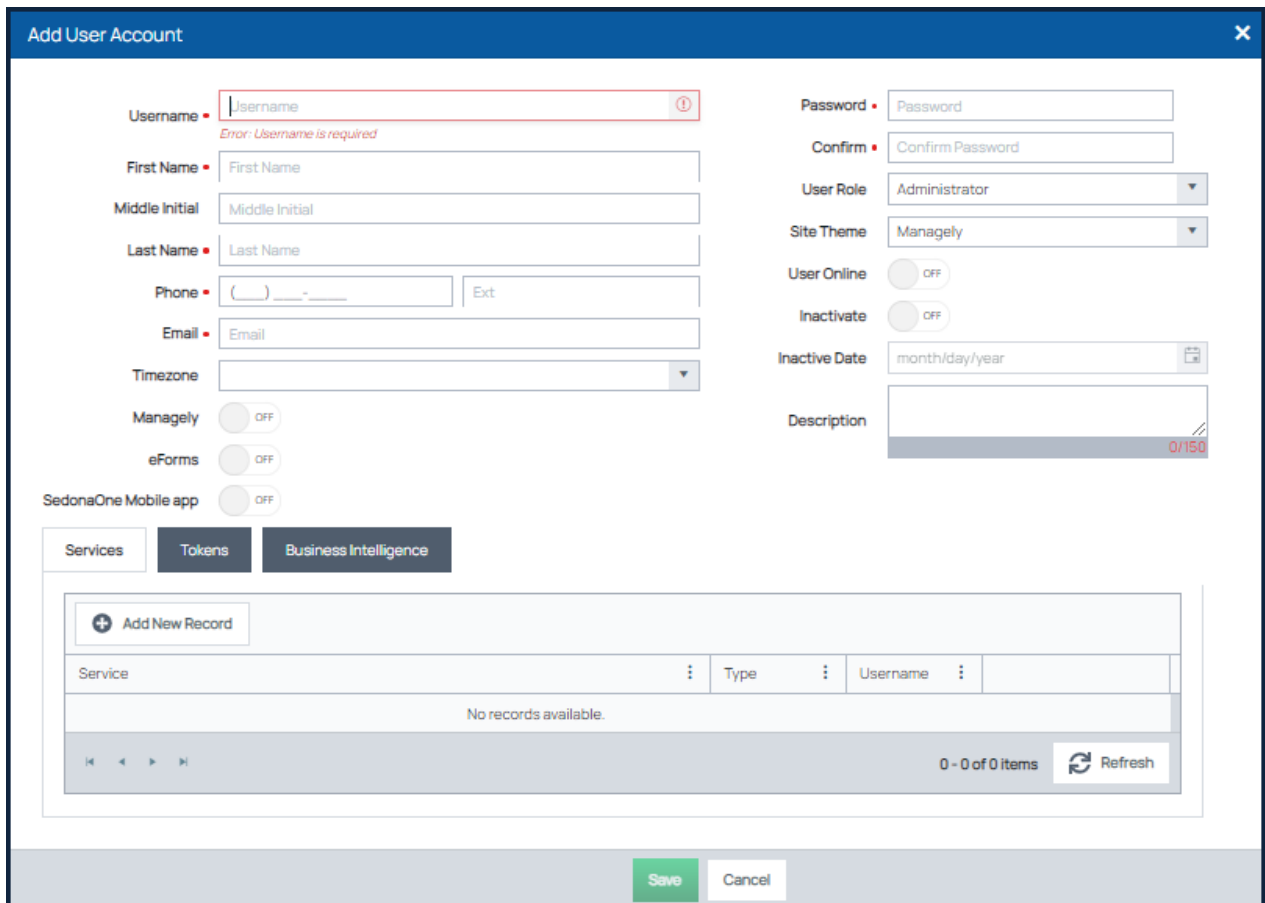 Add User Account
Username •
Username
Error: Username is required
First Name •
First Name
Middle Initial
Middle Initial
Last Name •
Last Name
Phone •
(___) ___-____
Ext
Email •
Email
Timezone
Managely
OFF
eForms
OFF
SedonaOne Mobile app
OFF
Password •
Password
Confirm •
Confirm Password
User Role
Administrator
Site Theme
Managely
User Online
OFF
Inactivate
OFF
Inactive Date
month/day/year
Description
0/150
Services Tokens Business Intelligence
Add New Record
Service Type Username
No records available.
0 - 0 of 0 items Refresh
Save Cancel